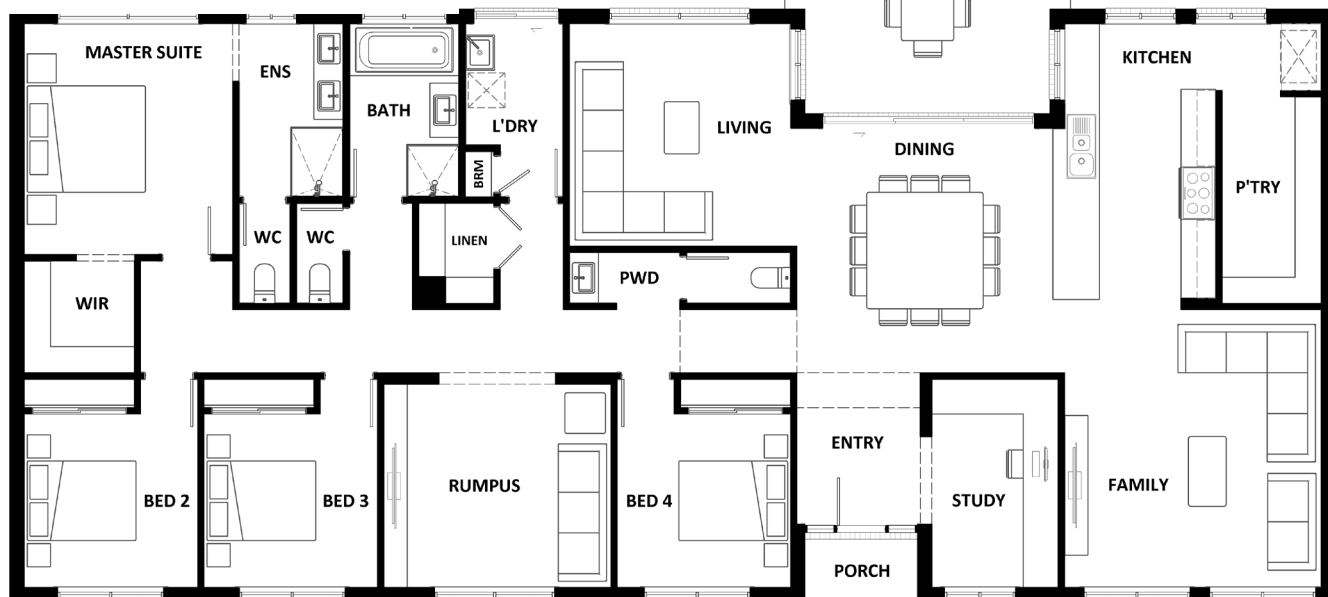 MASTER SUITE
ENS
BATH
L'DRY
BRM
LIVING
DINING
KITCHEN
P'TRY
WC
WC
LINEN
PWD
WIR
BED 2
BED 3
RUMPUS
BED 4
ENTRY
STUDY
FAMILY
PORCH